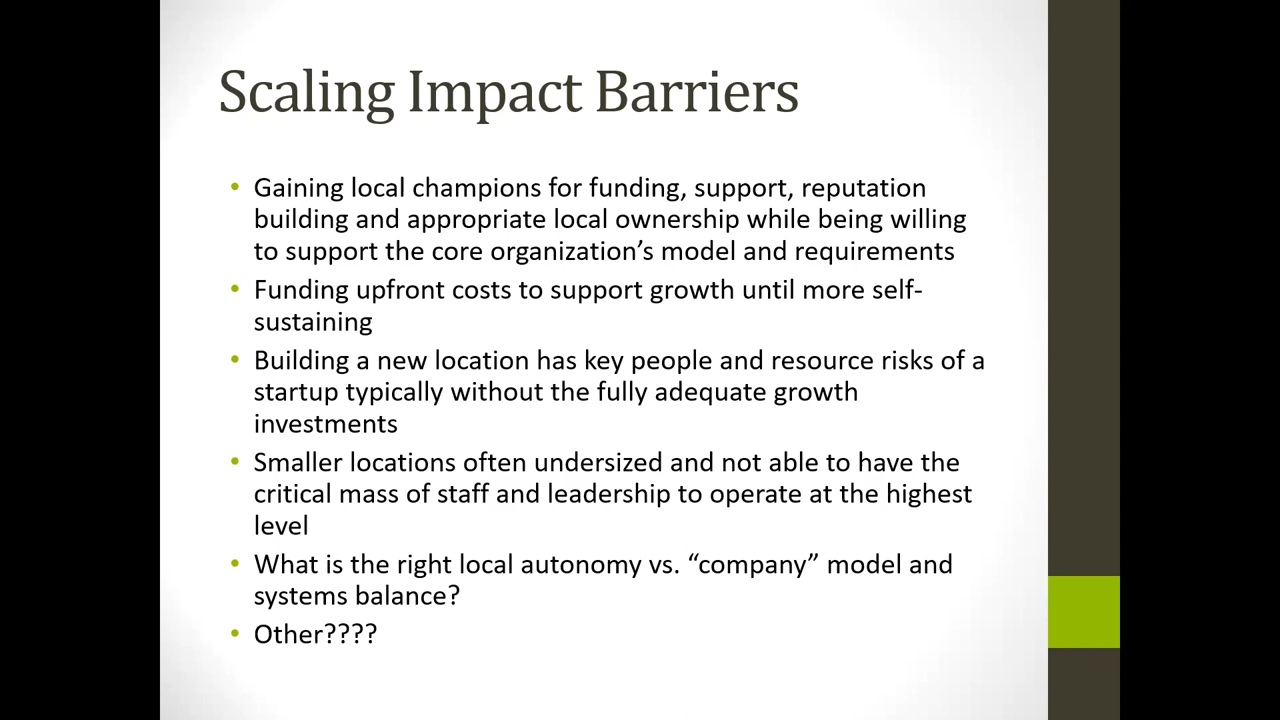 Scaling Impact Barriers
• Gaining local champions for funding, support, reputation
building and appropriate local ownership while being willing
to support the core organization’s model and requirements
• Funding upfront costs to support growth until more self-
sustaining
• Building a new location has key people and resource risks of a
startup typically without the fully adequate growth
investments
• Smaller locations often undersized and not able to have the
critical mass of staff and leadership to operate at the highest
level
• What is the right local autonomy vs. “company” model and
systems balance?
• Other????